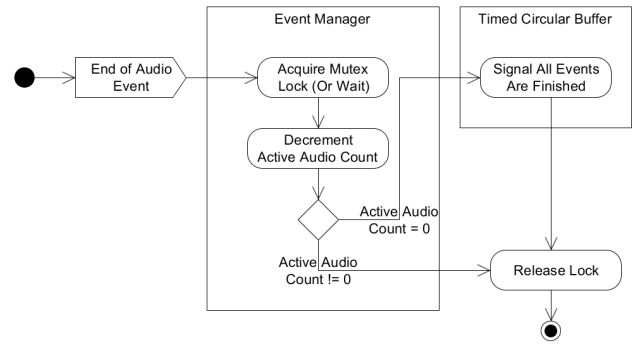 Event Manager
Timed Circular Buffer
End of Audio
Event
Acquire Mutex
Lock (Or Wait)
Signal All Events
Are Finished
Decrement
Active Audio Count
Active Audio
Count = 0
Active Audio
Count != 0
Release Lock